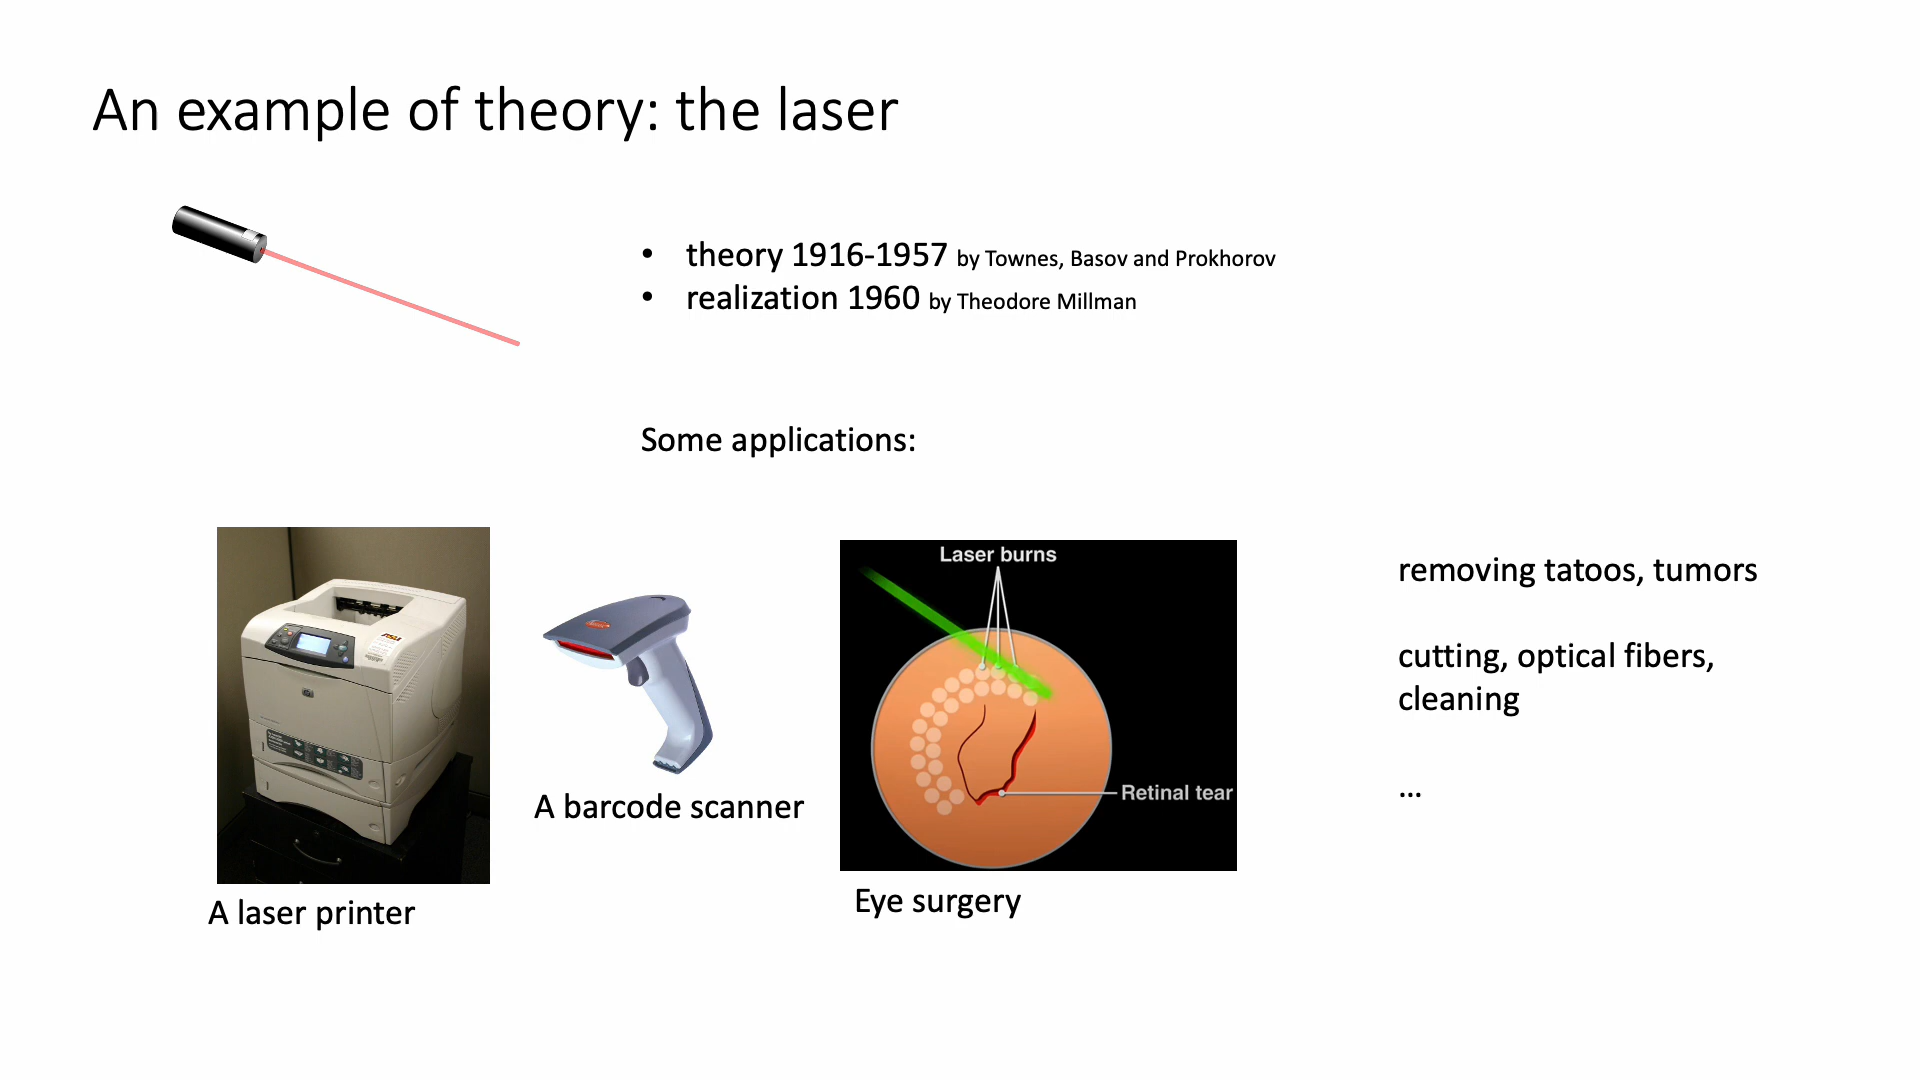 An example of theory: the laser
• theory 1916-1957 by Townes, Basov and Prokhorov
• realization 1960 by Theodore Millman
Some applications:
Laser burns
Retinal tear
A laser printer
A barcode scanner
Eye surgery
removing tatoos, tumors
cutting, optical fibers,
cleaning
...